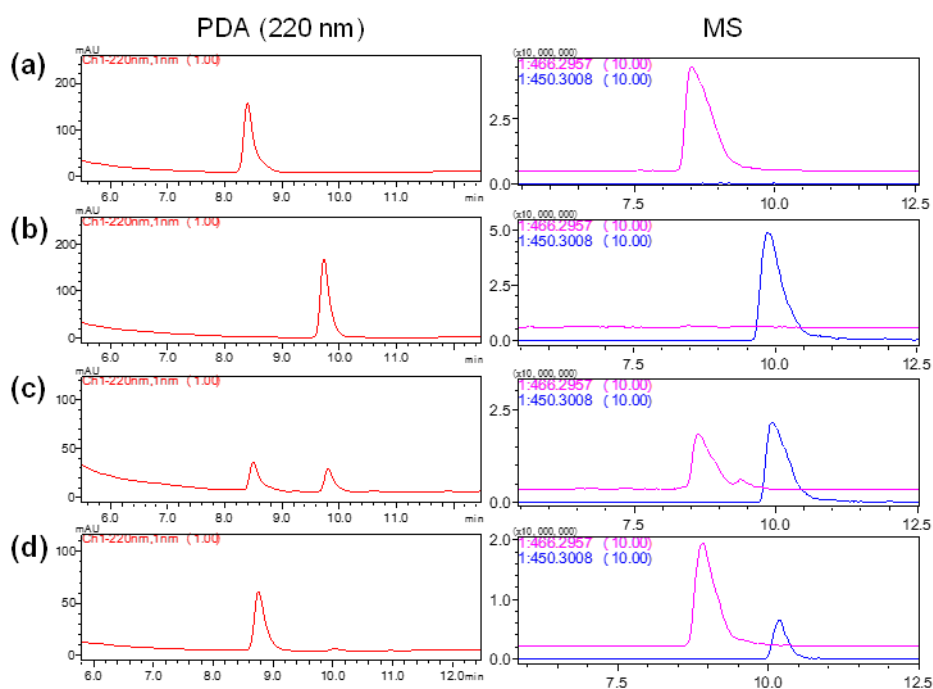 PDA (220 nm)
MS
(a)
mAU
Ch1-220nm,1nm (1.00)
200
100
0
6.0 7.0 8.0 9.0 10.0 11.0 min
(x10,000,000)
1:466.2957 (10.00)
1:450.3008 (10.00)
2.5
0.0
7.5 10.0 12.5
(b)
mAU
Ch1-220nm,1nm (1.00)
200
100
0
6.0 7.0 8.0 9.0 10.0 11.0 min
(x10,000,000)
5.0
1:466.2957 (10.00)
1:450.3008 (10.00)
2.5
0.0
7.5 10.0 12.5
(c)
mAU
Ch1-220nm,1nm (1.00)
100
50
0
6.0 7.0 8.0 9.0 10.0 11.0 min
(x10,000,000)
1:466.2957 (10.00)
1:450.3008 (10.00)
2.5
0.0
7.5 10.0 12.5
(d)
mAU
Ch1-220nm,1nm (1.00)
100
50
0
6.0 7.0 8.0 9.0 10.0 11.0 12.0 min
(x10,000,000)
2.0
1:466.2957 (10.00)
1:450.3008 (10.00)
1.0
0.0
7.5 10.0 12.5